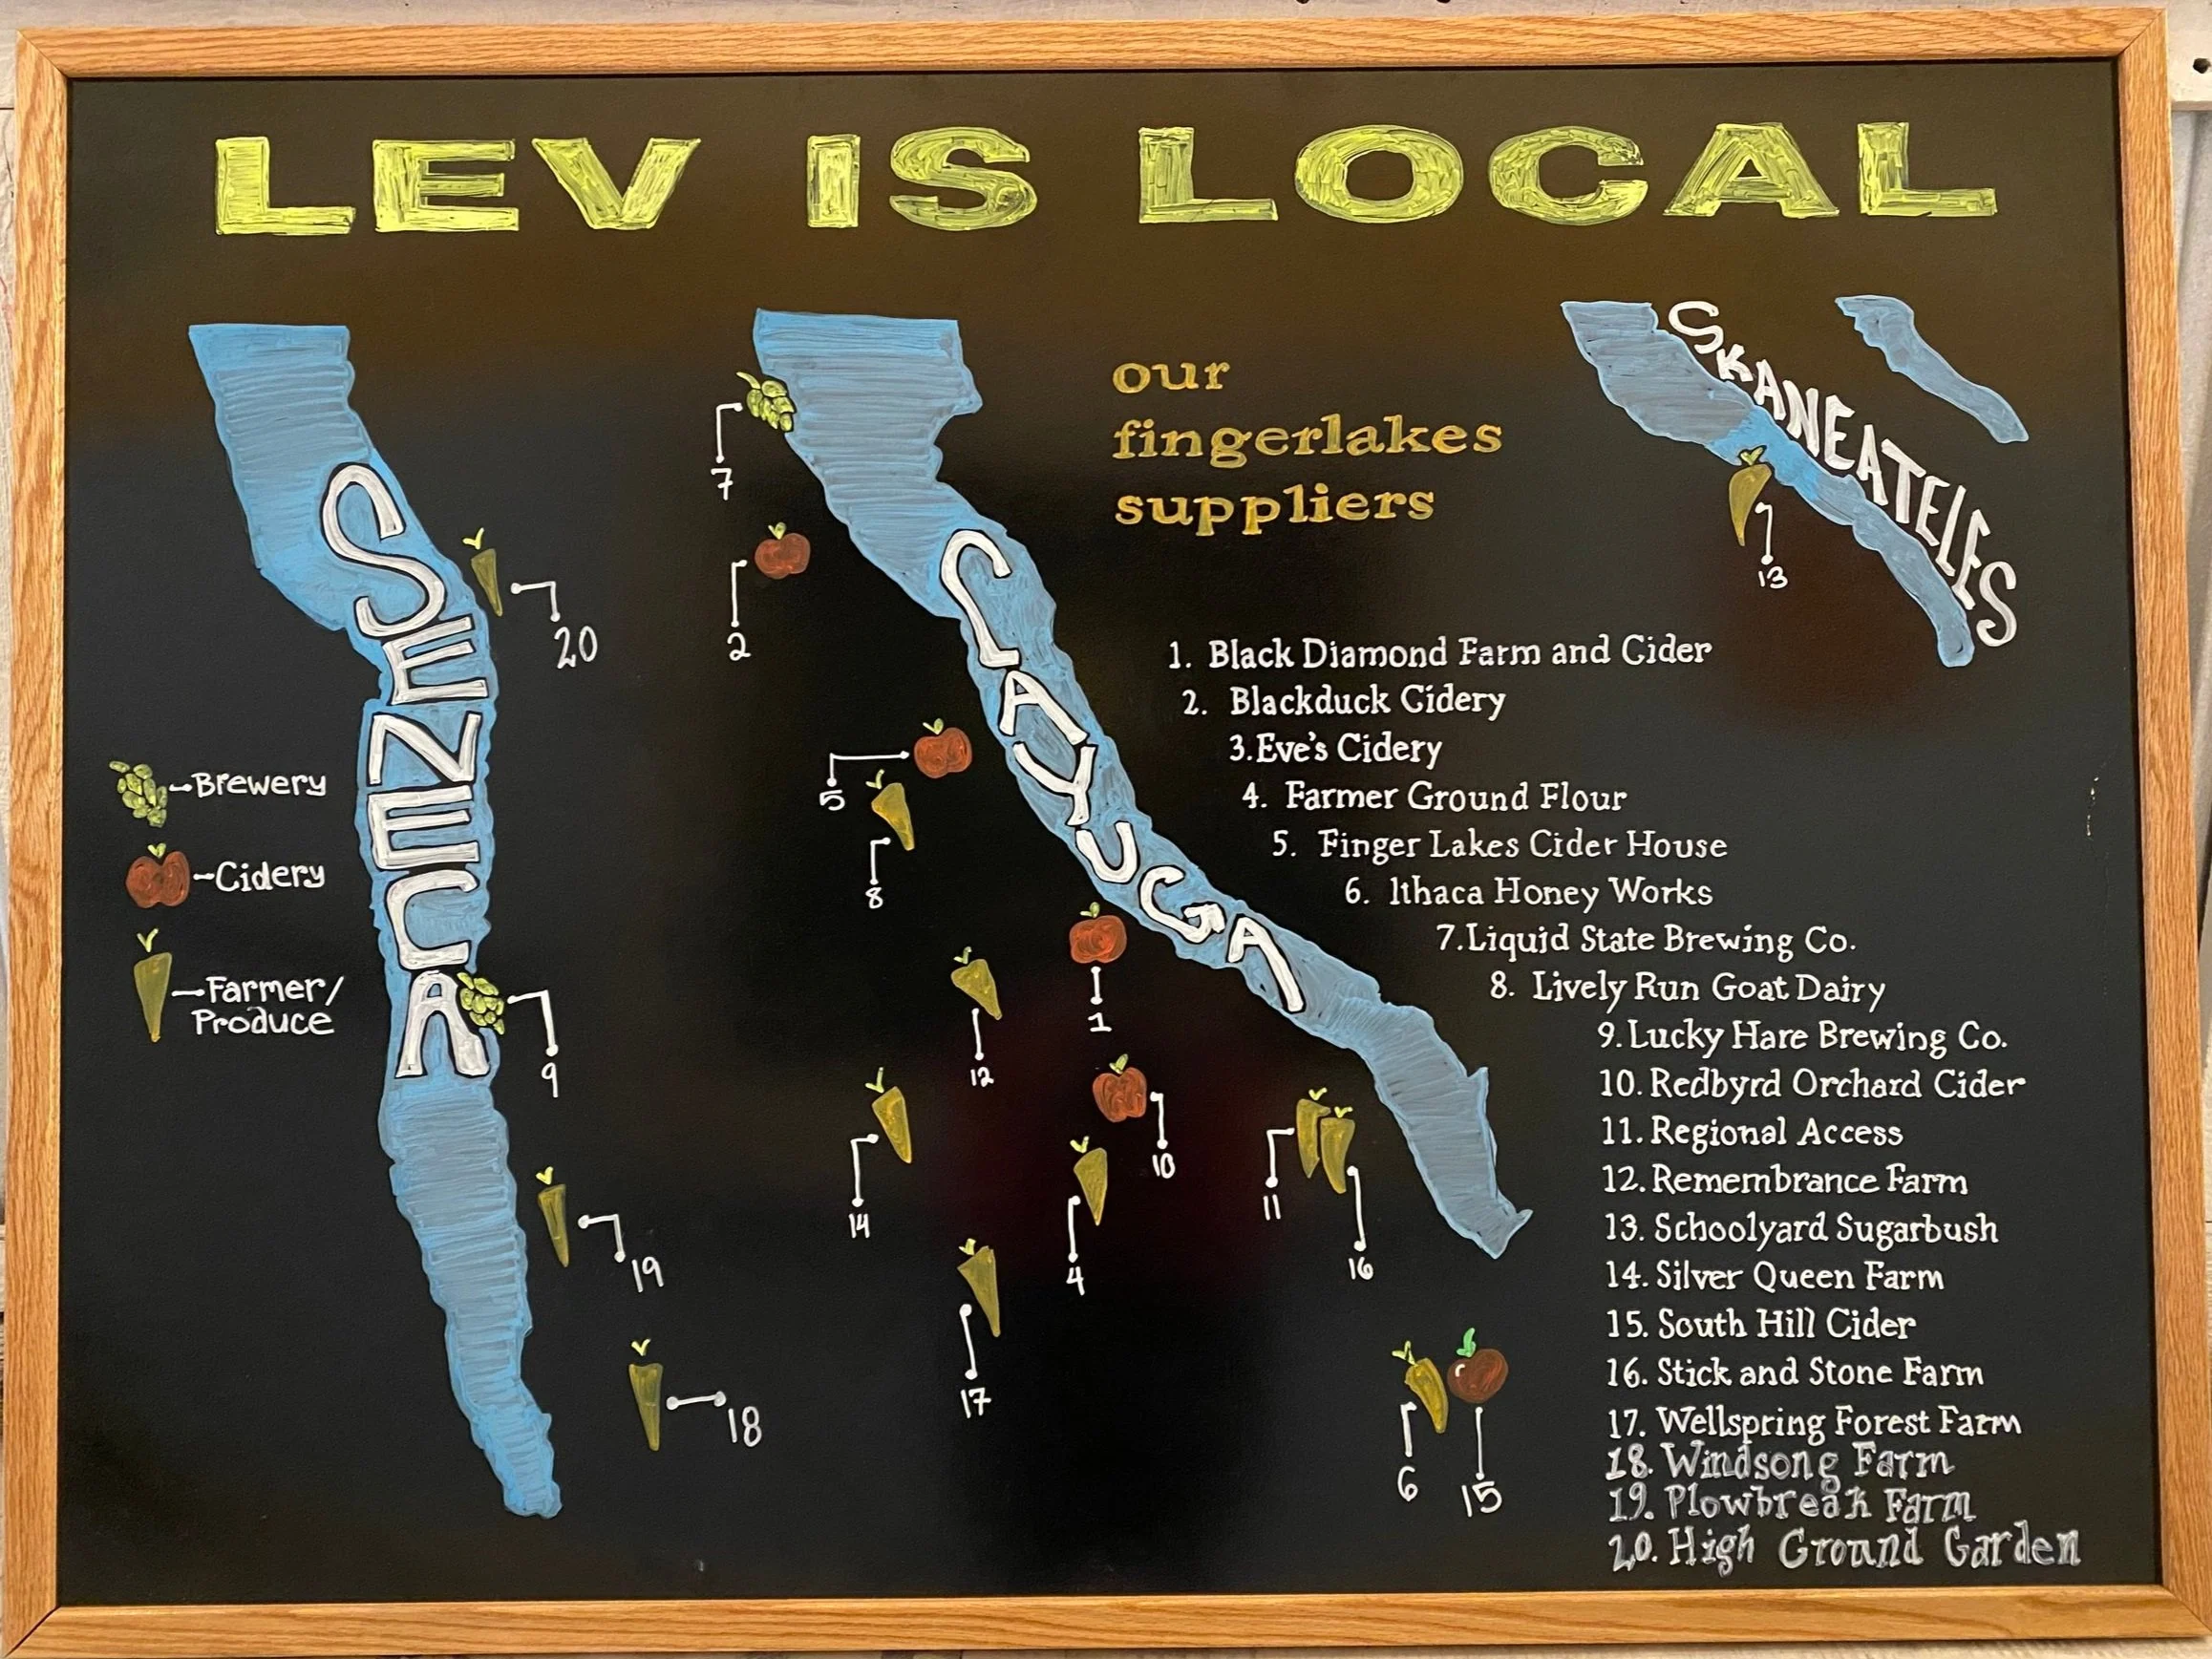 LEV IS LOCAL
our
fingerlakes
suppliers
SENECA
CAYUGA
SKANEATELES
Brewery
Cidery
Farmer/
Produce
7
2
5
8
1
12
14
10
4
17
11
16
6
15
13
20
9
19
18
1. Black Diamond Farm and Cider
2. Blackduck Cidery
3. Eve's Cidery
4. Farmer Ground Flour
5. Finger Lakes Cider House
6. Ithaca Honey Works
7. Liquid State Brewing Co.
8. Lively Run Goat Dairy
9. Lucky Hare Brewing Co.
10. Redbyrd Orchard Cider
11. Regional Access
12. Remembrance Farm
13. Schoolyard Sugarbush
14. Silver Queen Farm
15. South Hill Cider
16. Stick and Stone Farm
17. Wellspring Forest Farm
18. Windsong Farm
19. Plowbreak Farm
20. High Ground Garden